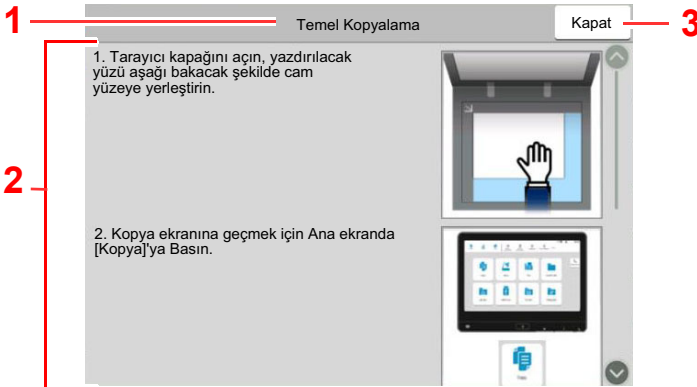 1
Temel Kopyalama
Kapat
3
2
1. Tarayıcı kapağını açın, yazdırılacak
yüzü aşağı bakacak şekilde cam
yüzeye yerleştirin.
2. Kopya ekranına geçmek için Ana ekranda
[Kopya]'ya Basın.